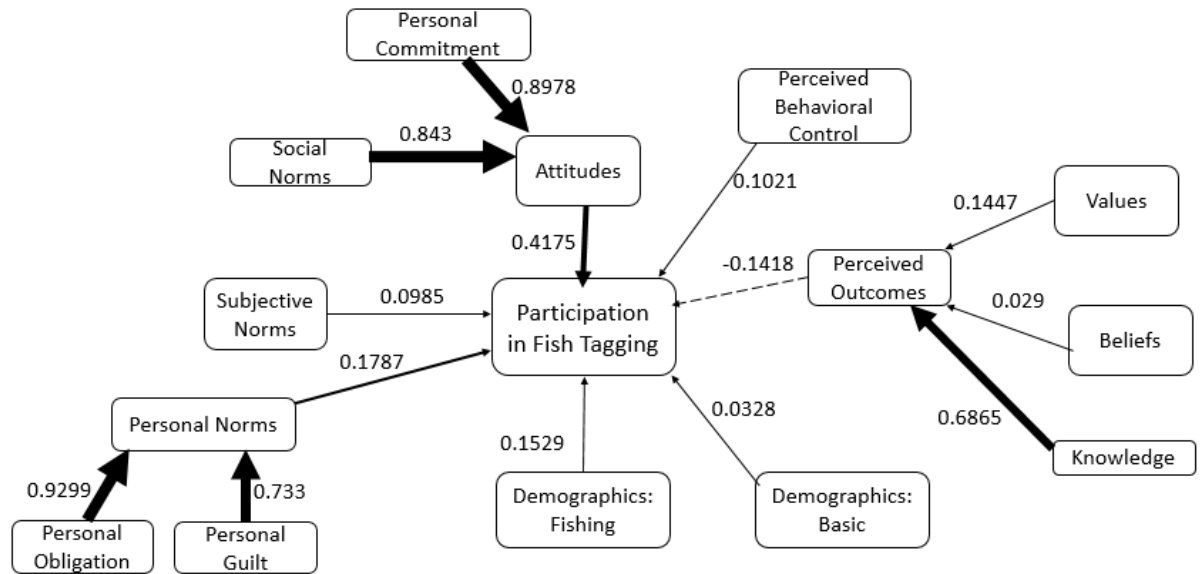 Personal
Commitment
0.8978
Perceived
Behavioral
Control
0.843
Social
Norms
Attitudes
0.1021
Values
0.1447
0.4175
-0.1418
Perceived
Outcomes
Subjective
Norms
0.0985
Participation
in Fish Tagging
0.029
Beliefs
0.1787
Personal Norms
0.0328
0.6865
0.1529
Knowledge
0.9299
0.733
Demographics:
Fishing
Demographics:
Basic
Personal
Obligation
Personal
Guilt